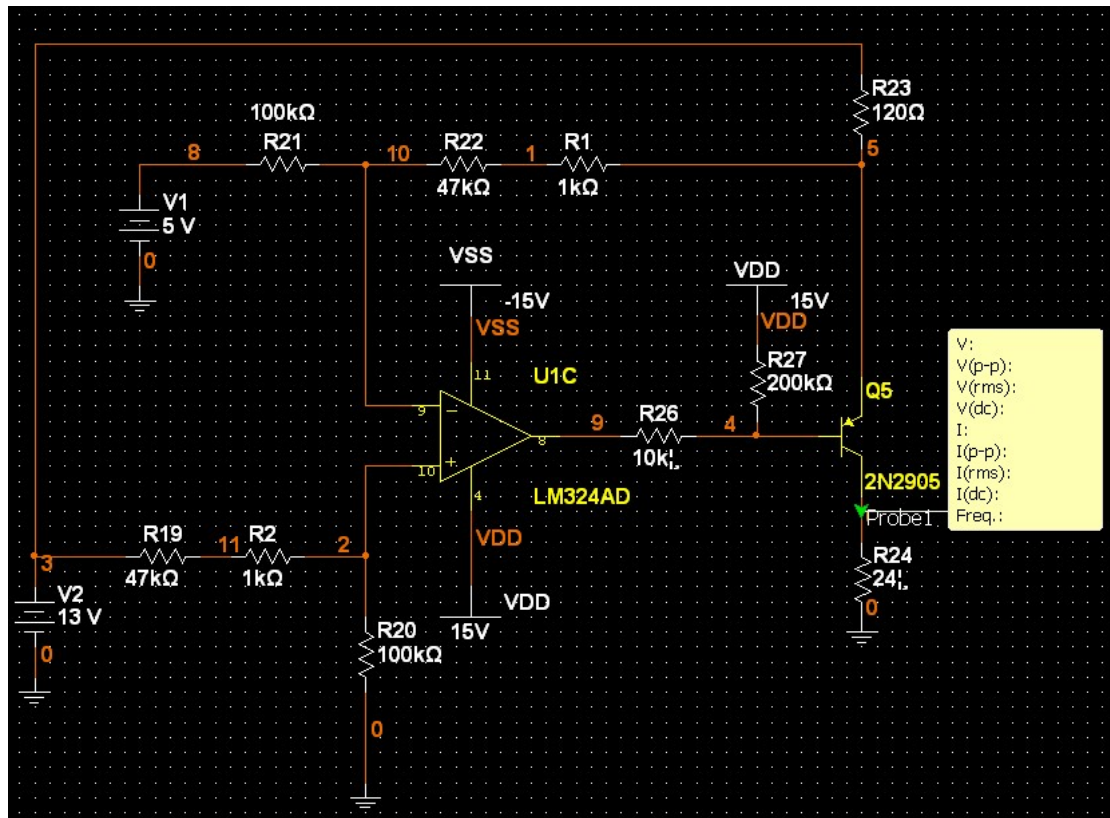 R23
120Ω
100kΩ
8
R21
10
R22
47kΩ
1
R1
1kΩ
5
V1
5 V
0
VSS
-15V
VSS
VDD
15V
VDD
11
U1C
R27
200kΩ
Q5
9
−
8
9
R26
10k
4
10
+
LM324AD
4
2N2905
Probe1
V:
V(p-p):
V(rms):
V(dc):
I:
I(p-p):
I(rms):
I(dc):
Freq.:
VDD
3
R19
47kΩ
11
R2
1kΩ
2
R24
24
0
V2
13 V
0
VDD
15V
R20
100kΩ
0